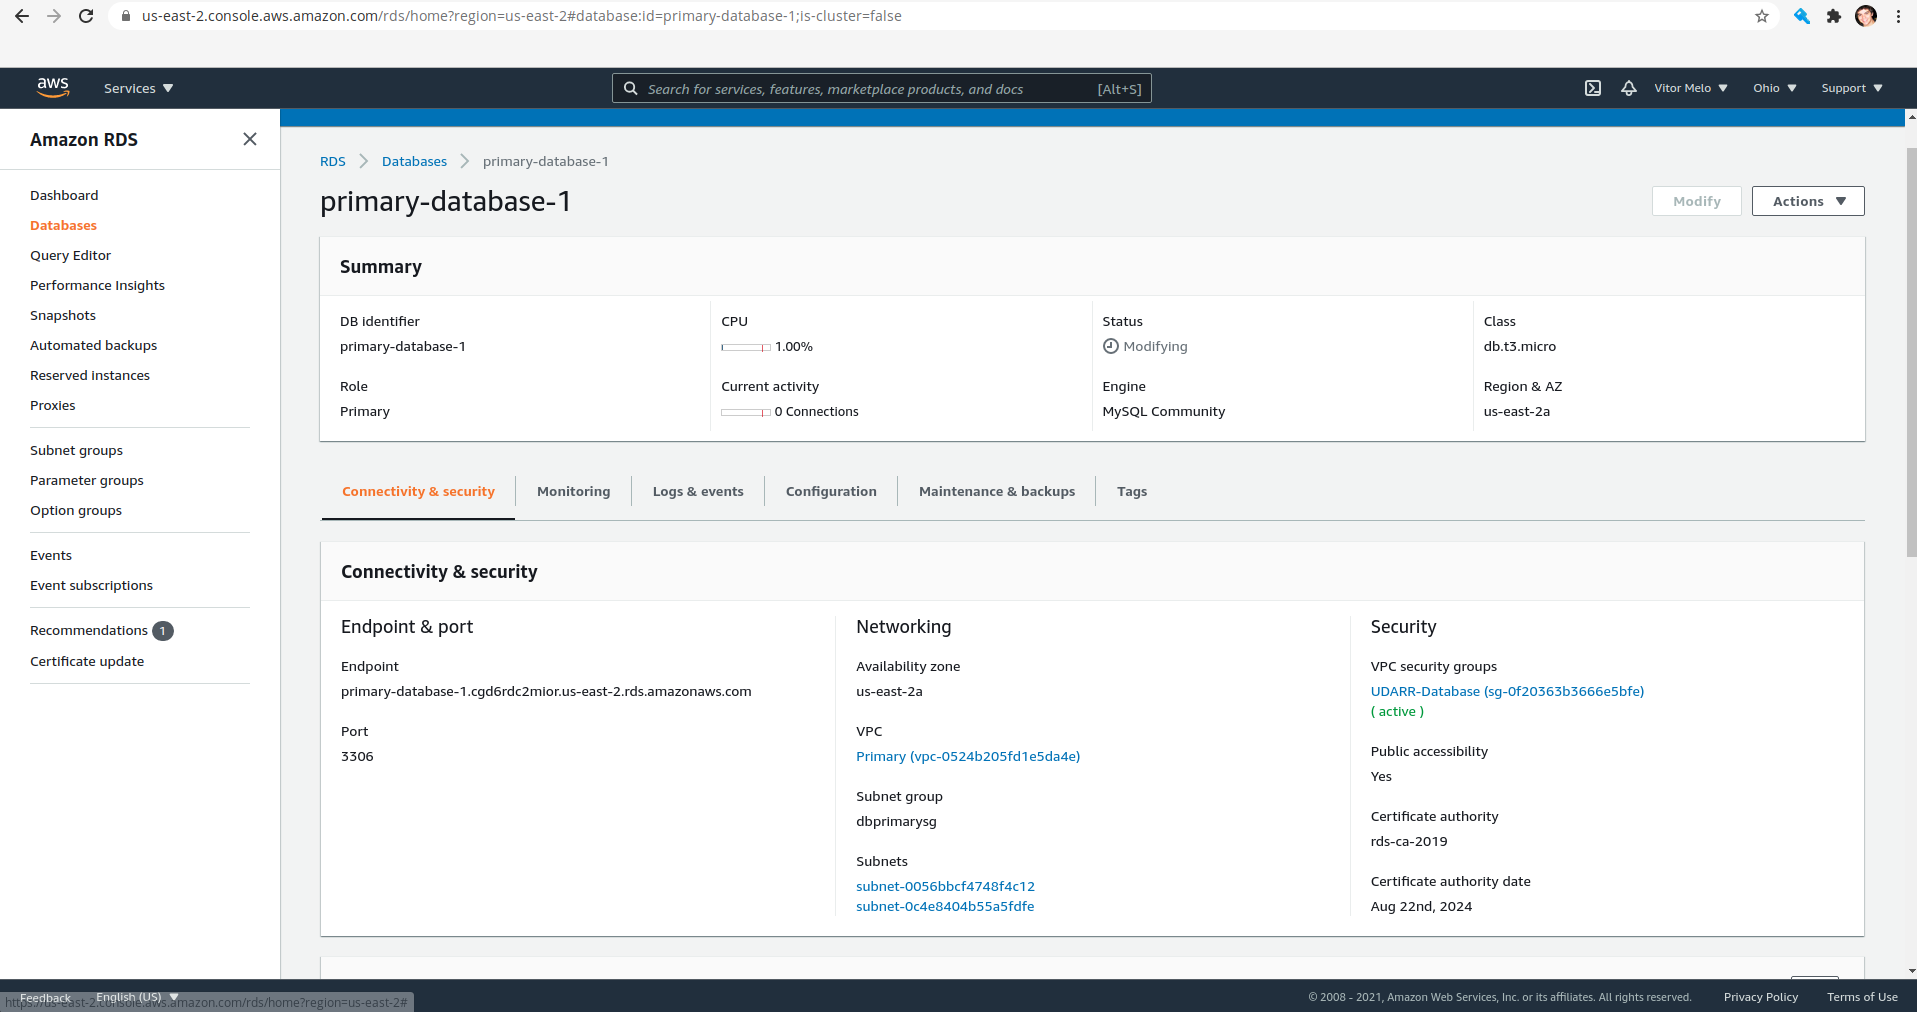 us-east-2.console.aws.amazon.com/rds/home?region=us-east-2#database:id=primary-database-1;is-cluster=false
aws
Services
Search for services, features, marketplace products, and docs
[Alt+S]
Vitor Melo
Ohio
Support
Amazon RDS
Dashboard
Databases
Query Editor
Performance Insights
Snapshots
Automated backups
Reserved instances
Proxies
Subnet groups
Parameter groups
Option groups
Events
Event subscriptions
Recommendations 1
Certificate update
RDS
Databases
primary-database-1
primary-database-1
Modify
Actions
Summary
DB identifier
primary-database-1
Role
Primary
CPU
1.00%
Current activity
0 Connections
Status
Modifying
Engine
MySQL Community
Class
db.t3.micro
Region & AZ
us-east-2a
Connectivity & security
Monitoring
Logs & events
Configuration
Maintenance & backups
Tags
Connectivity & security
Endpoint & port
Endpoint
primary-database-1.cgd6rdc2mior.us-east-2.rds.amazonaws.com
Port
3306
Networking
Availability zone
us-east-2a
VPC
Primary (vpc-0524b205fd1e5da4e)
Subnet group
dbprimarysg
Subnets
subnet-0056bbcf4748f4c12
subnet-0c4e8404b55a5fdfe
Security
VPC security groups
UDARR-Database (sg-0f20363b3666e5bfe)
( active )
Public accessibility
Yes
Certificate authority
rds-ca-2019
Certificate authority date
Aug 22nd, 2024
Feedback
English (US)
https://us-east-2.console.aws.amazon.com/rds/home?region=us-east-2#
© 2008 - 2021, Amazon Web Services, Inc. or its affiliates. All rights reserved.
Privacy Policy
Terms of Use